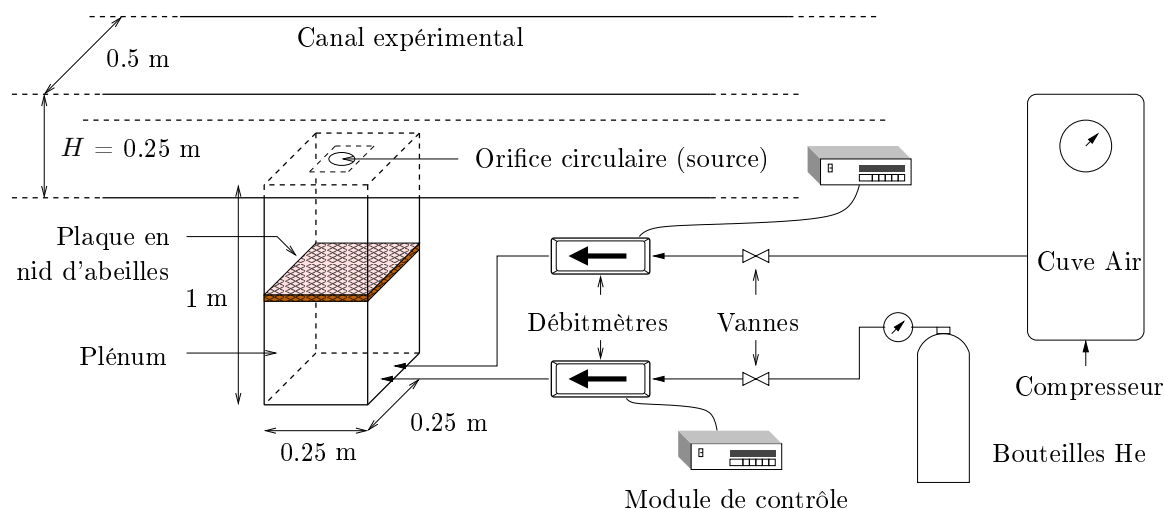 Canal expérimental
0.5 m
H = 0.25 m
Orifice circulaire (source)
Plaque en
nid d'abeilles
1 m
Cuve Air
Débitmètres
Vannes
Plénum
Compresseur
0.25 m
0.25 m
Bouteilles He
Module de contrôle